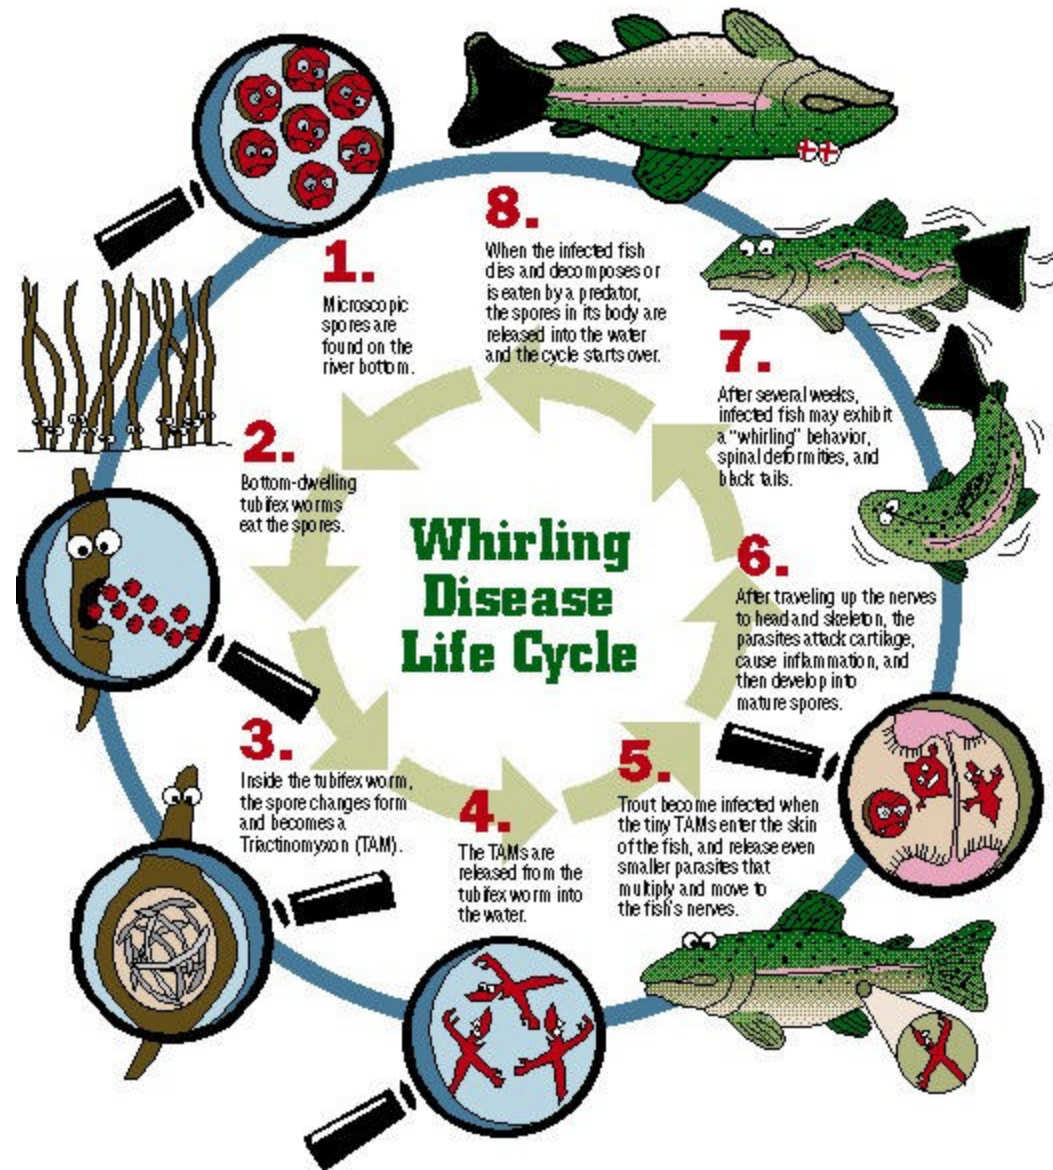 1.
Microscopic
spores are
found on the
river bottom.
2.
Bottom-dwelling
tubifex worms
eat the spores.
3.
Inside the tubifex worm,
the spore changes form
and becomes a
Triactinomyxon (TAM).
4.
The TAMs are
released from the
tubifex worm into
the water.
5.
Trout become infected when
the tiny TAMs enter the skin
of the fish, and release even
smaller parasites that
multiply and move to
the fish's nerves.
6.
After traveling up the nerves
to head and skeleton, the
parasites attack cartilage,
cause inflammation, and
then develop into
mature spores.
7.
After several weeks,
infected fish may exhibit
a "whirling" behavior,
spinal deformities, and
black tails.
8.
When the infected fish
dies and decomposes or
is eaten by a predator,
the spores in its body are
released into the water
and the cycle starts over.
Whirling
Disease
Life Cycle